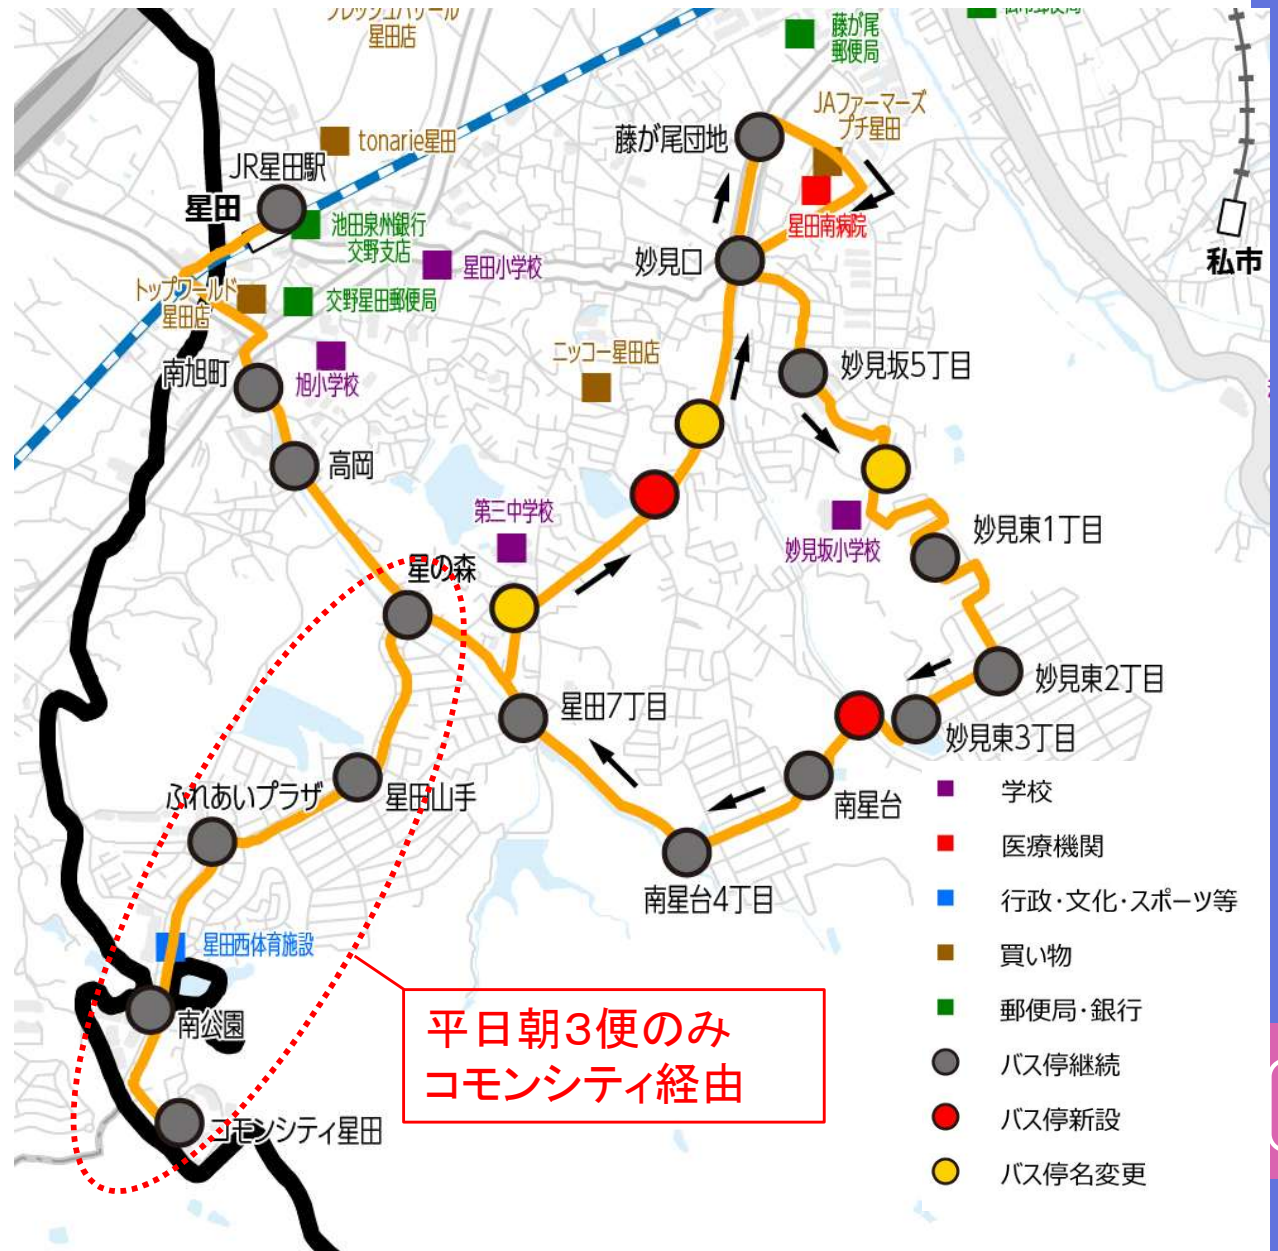 フレッシュバザール
星田店
藤が尾
郵便局
JAファーマーズ
プチ星田
藤が尾団地
tonarie星田
JR星田駅
星田
池田泉州銀行
交野支店
星田小学校
妙見口
星田南病院
私市
トップワールド
星田店
交野星田郵便局
南旭町
旭小学校
ニッコー星田店
妙見坂5丁目
高岡
第三中学校
妙見坂小学校
妙見東1丁目
星の森
妙見東2丁目
星田7丁目
妙見東3丁目
ふれあいプラザ
星田山手
南星台
南星台4丁目
星田西体育施設
南公園
コモンシティ星田
平日朝3便のみ
コモンシティ経由
学校
医療機関
行政・文化・スポーツ等
買い物
郵便局・銀行
バス停継続
バス停新設
バス停名変更